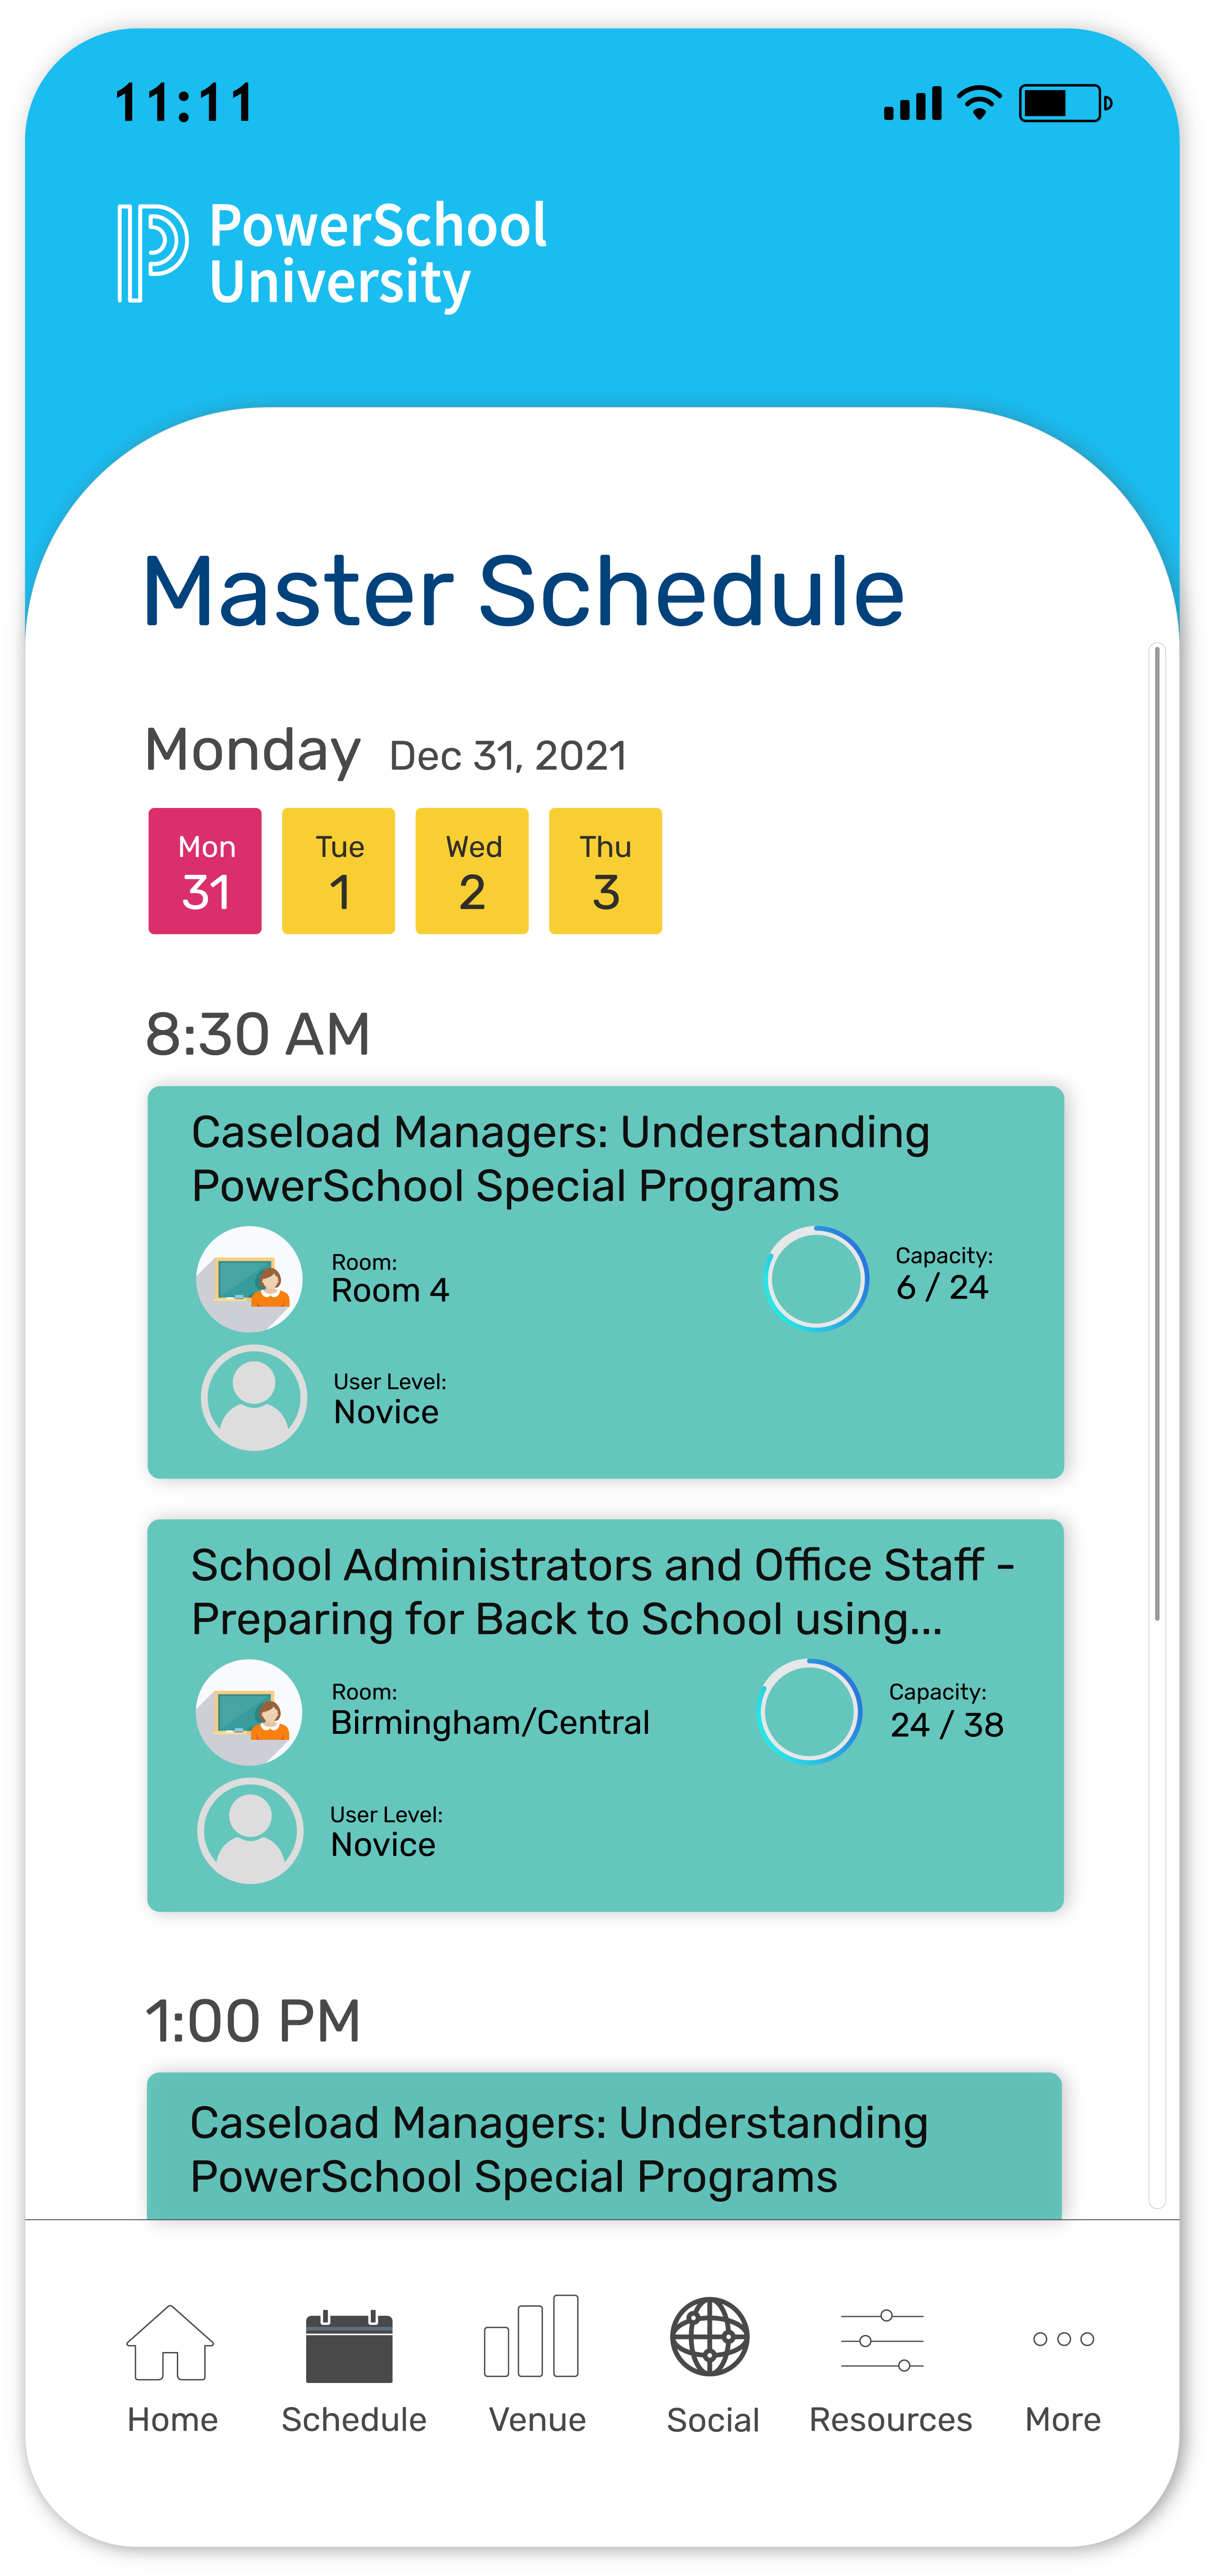 11:11
PowerSchool
University
Master Schedule
Monday Dec 31, 2021
Mon Tue Wed Thu
31 1 2 3
8:30 AM
Caseload Managers: Understanding
PowerSchool Special Programs
Room:
Room 4
Capacity:
6 / 24
User Level:
Novice
School Administrators and Office Staff -
Preparing for Back to School using...
Room:
Birmingham/Central
Capacity:
24 / 38
User Level:
Novice
1:00 PM
Caseload Managers: Understanding
PowerSchool Special Programs
Home Schedule Venue Social Resources More